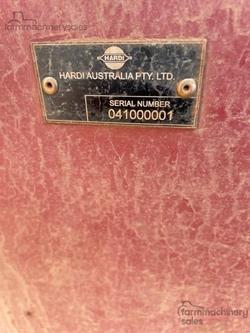 farmmachinerysales
HARDI
HARDI AUSTRALIA PTY. LTD.
SERIAL NUMBER
041000001
farmmachinery
sales